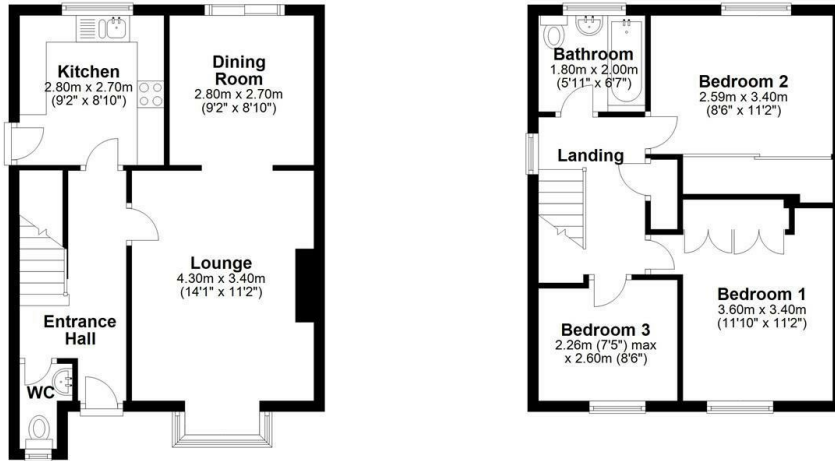 Kitchen
2.80m x 2.70m
(9'2" x 8'10")
Dining
Room
2.80m x 2.70m
(9'2" x 8'10")
Lounge
4.30m x 3.40m
(14'1" x 11'2")
Entrance
Hall
WC
Bathroom
1.80m x 2.00m
(5'11" x 6'7")
Bedroom 2
2.59m x 3.40m
(8'6" x 11'2")
Landing
Bedroom 1
3.60m x 3.40m
(11'10" x 11'2")
Bedroom 3
2.26m (7'5") max
x 2.60m (8'6")